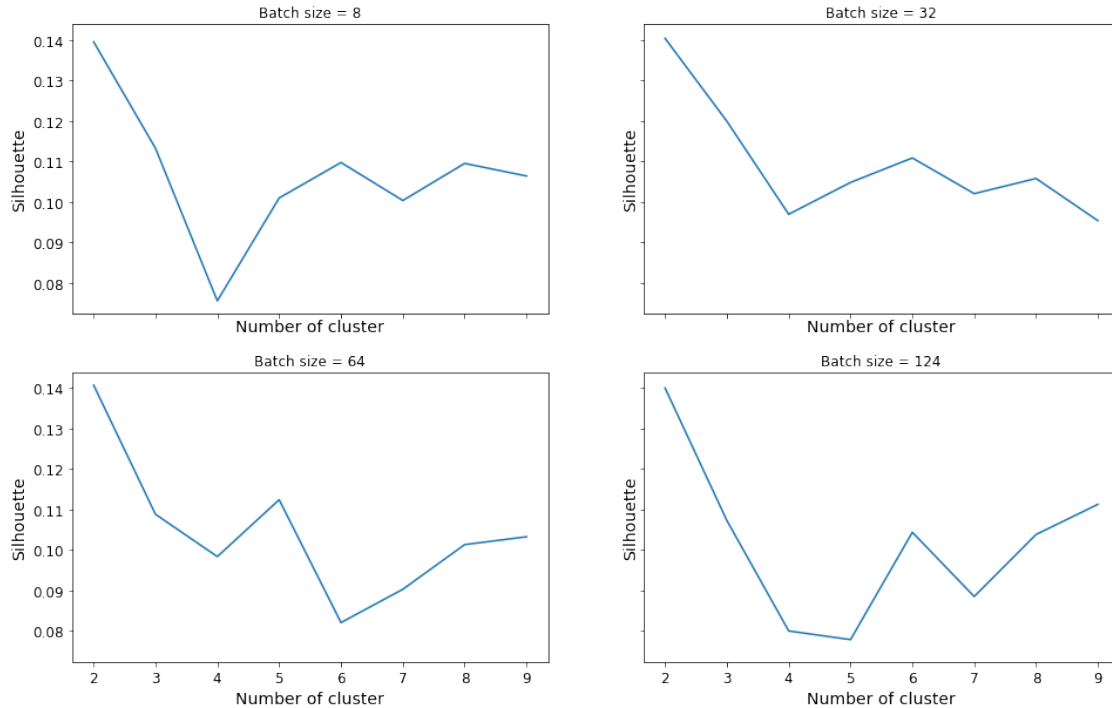 Batch size = 8
Silhouette
0.14
0.13
0.12
0.11
0.10
0.09
0.08
Number of cluster
Batch size = 32
Silhouette
Number of cluster
Batch size = 64
Silhouette
0.14
0.13
0.12
0.11
0.10
0.09
0.08
2 3 4 5 6 7 8 9
Number of cluster
Batch size = 124
Silhouette
2 3 4 5 6 7 8 9
Number of cluster